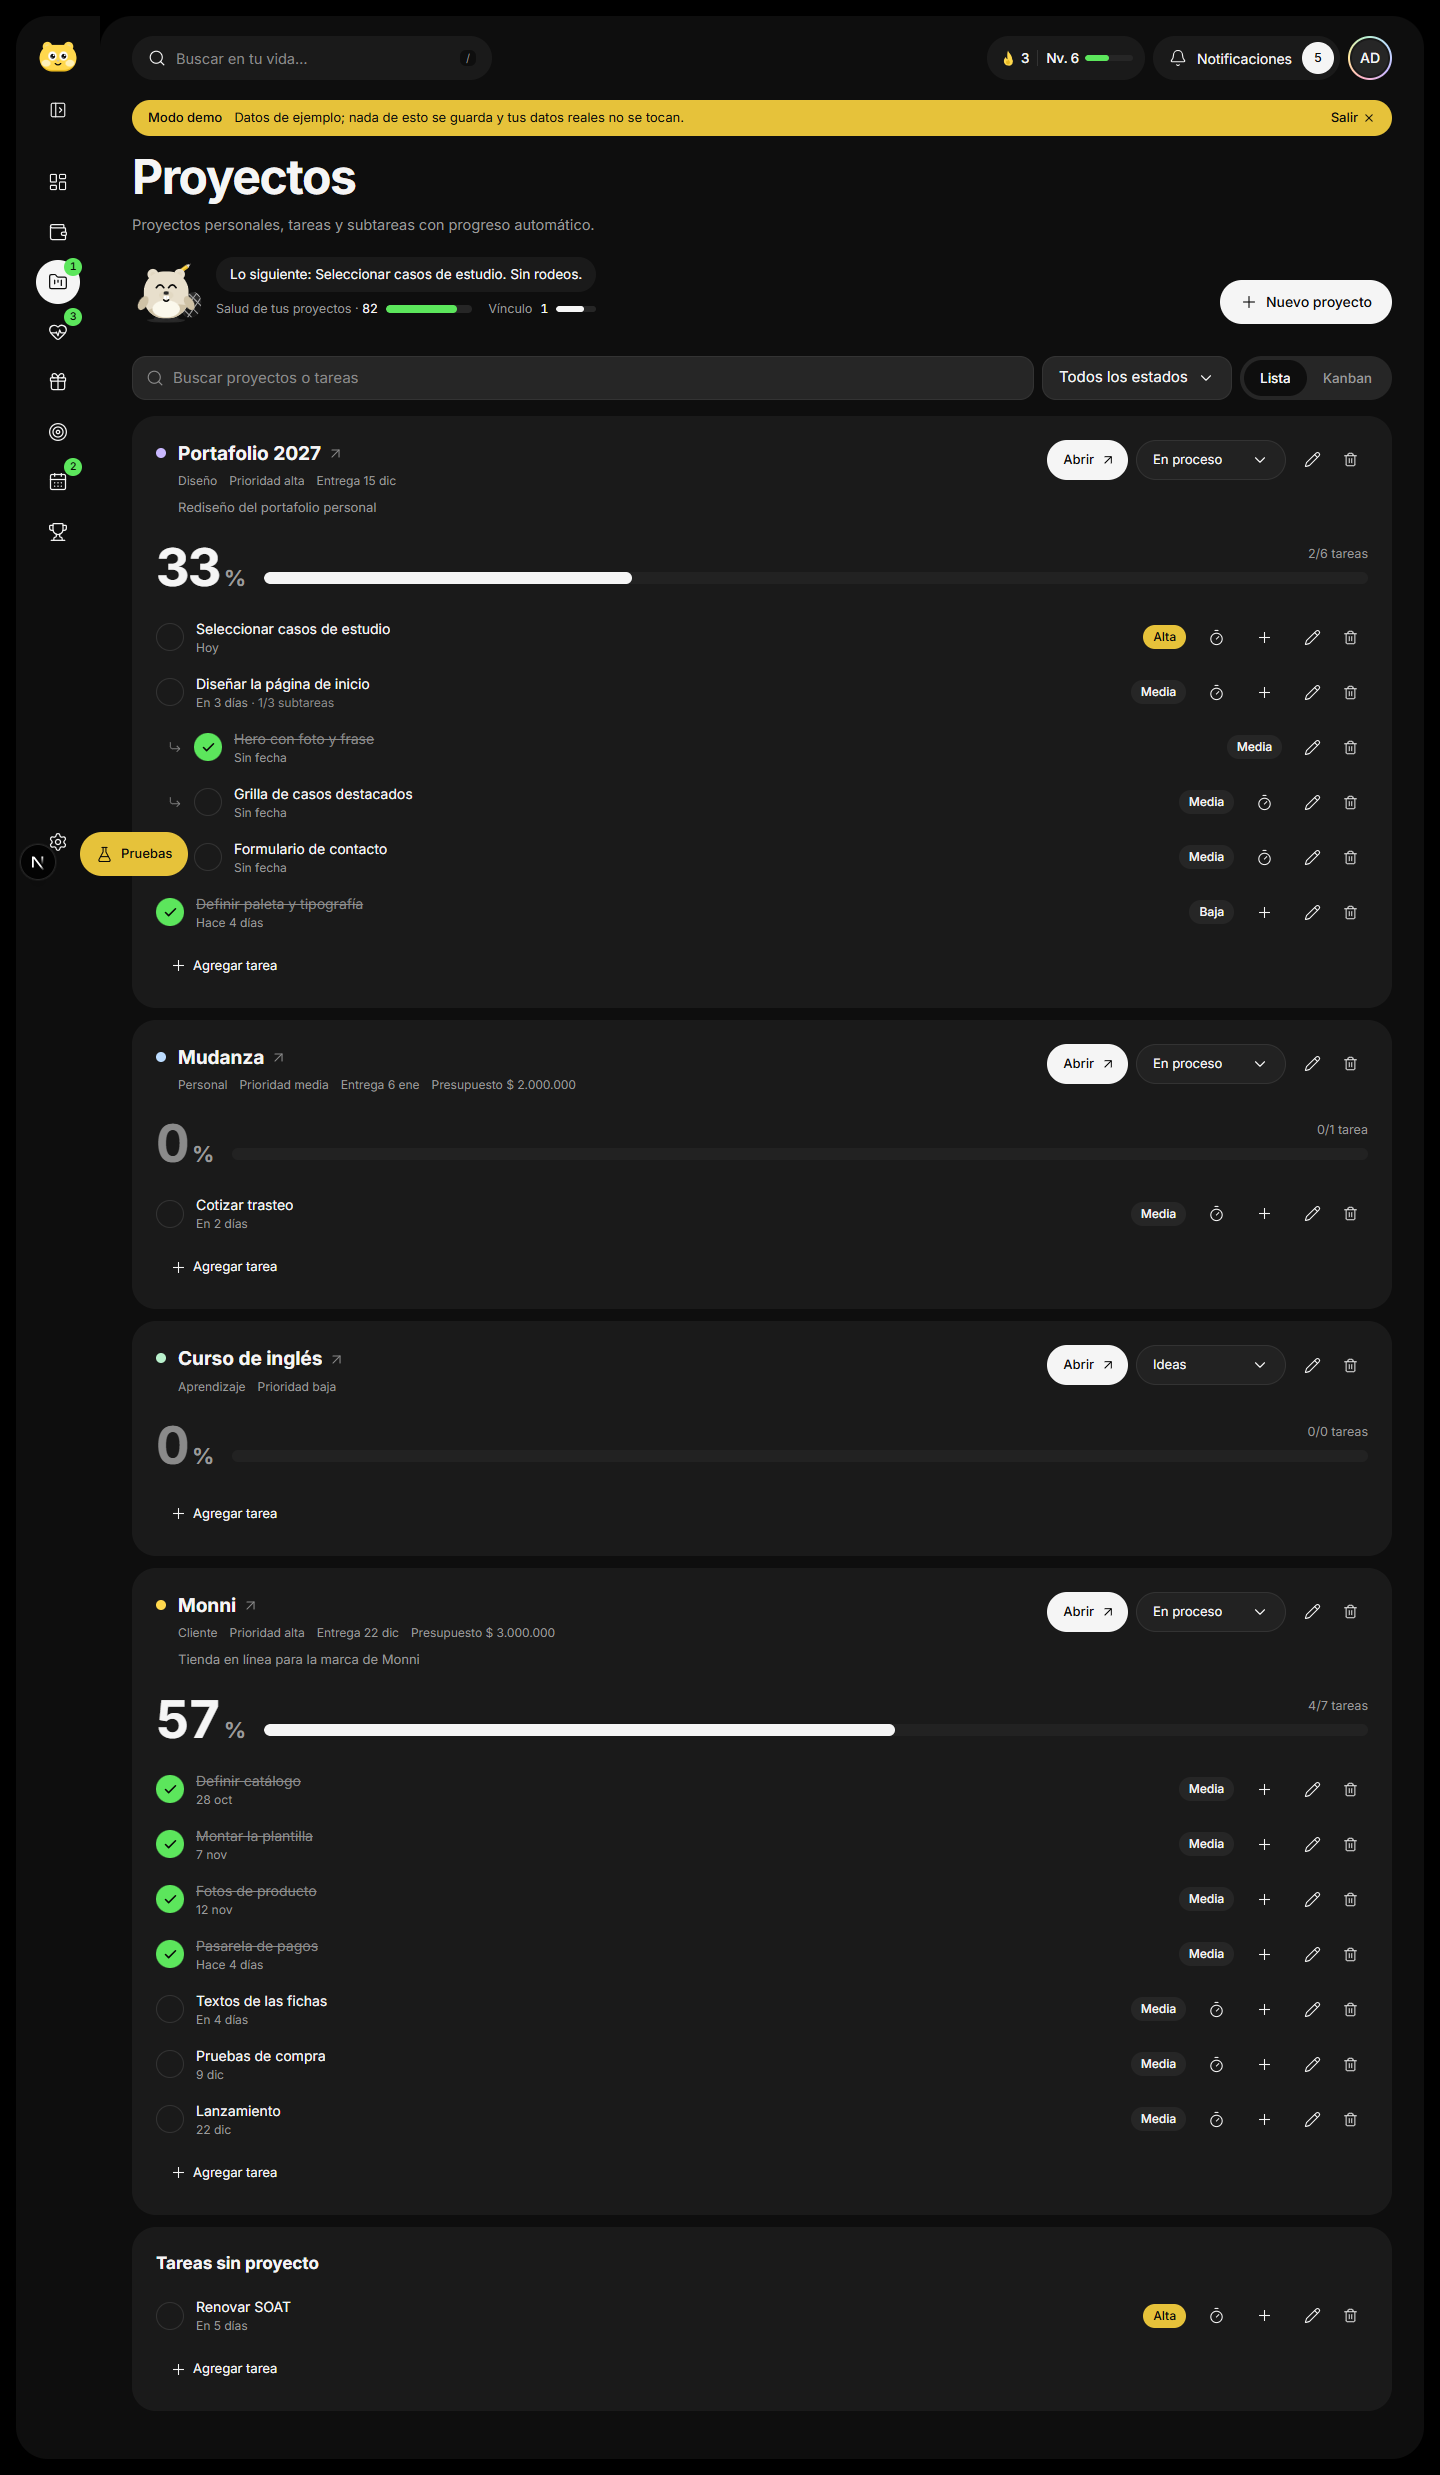 Buscar en tu vida... /
3 Nv. 6
Notificaciones 5
AD
Modo demo Datos de ejemplo; nada de esto se guarda y tus datos reales no se tocan. Salir
Proyectos
Proyectos personales, tareas y subtareas con progreso automático.
1
3
2
Lo siguiente: Seleccionar casos de estudio. Sin rodeos.
Salud de tus proyectos · 82 Vínculo 1
Nuevo proyecto
Buscar proyectos o tareas
Todos los estados
Lista Kanban
Portafolio 2027
Abrir En proceso
Diseño Prioridad alta Entrega 15 dic
Rediseño del portafolio personal
33 %
2/6 tareas
Seleccionar casos de estudio
Hoy
Alta
Diseñar la página de inicio
En 3 días · 1/3 subtareas
Media
Hero con foto y frase
Sin fecha
Media
Grilla de casos destacados
Sin fecha
Media
N
Pruebas
Formulario de contacto
Sin fecha
Media
Definir paleta y tipografía
Hace 4 días
Baja
Agregar tarea
Mudanza
Abrir En proceso
Personal Prioridad media Entrega 6 ene Presupuesto $ 2.000.000
0 %
0/1 tarea
Cotizar trasteo
En 2 días
Media
Agregar tarea
Curso de inglés
Abrir Ideas
Aprendizaje Prioridad baja
0 %
0/0 tareas
Agregar tarea
Monni
Abrir En proceso
Cliente Prioridad alta Entrega 22 dic Presupuesto $ 3.000.000
Tienda en línea para la marca de Monni
57 %
4/7 tareas
Definir catálogo
28 oct
Media
Montar la plantilla
7 nov
Media
Fotos de producto
12 nov
Media
Pasarela de pagos
Hace 4 días
Media
Textos de las fichas
En 4 días
Media
Pruebas de compra
9 dic
Media
Lanzamiento
22 dic
Media
Agregar tarea
Tareas sin proyecto
Renovar SOAT
En 5 días
Alta
Agregar tarea